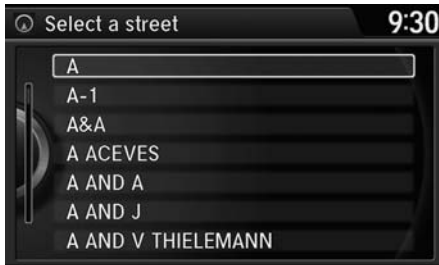 Select a street
9:30
A
A-1
A&A
A ACEVES
A AND A
A AND J
A AND V THIELEMANN